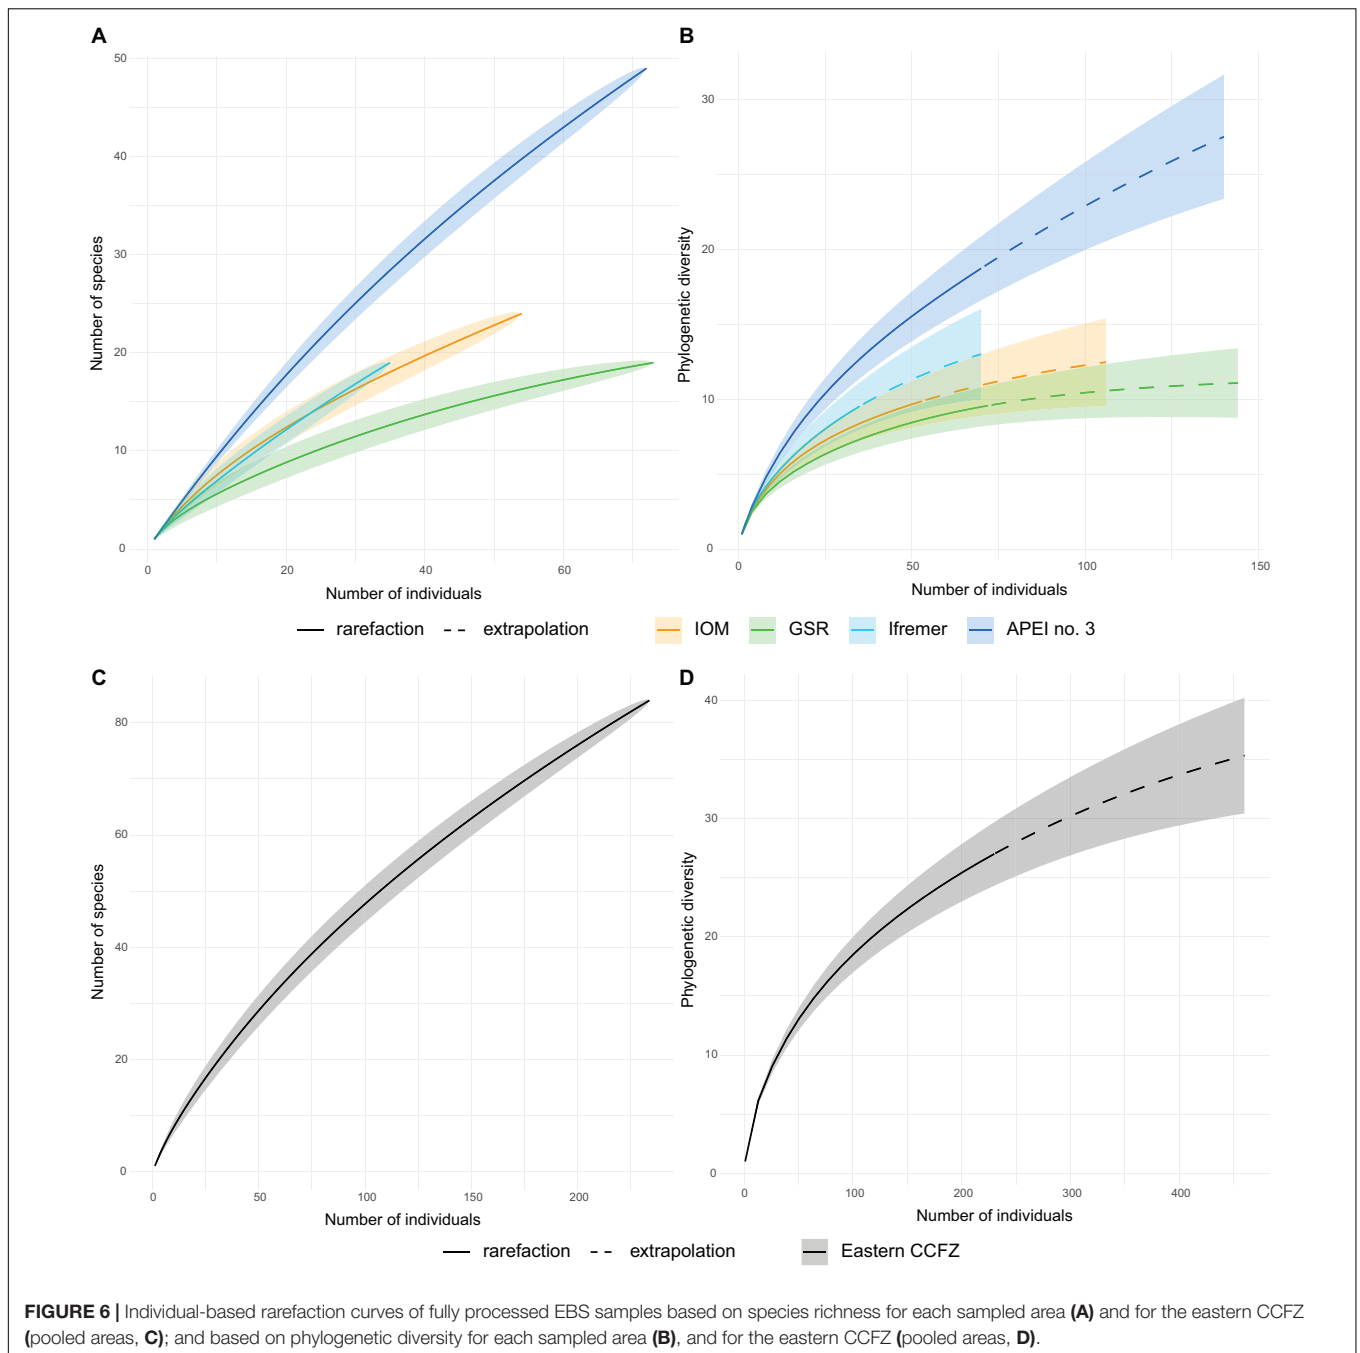 A
50
40
30
20
10
0
Number of species
0 20 40 60
Number of individuals
B
30
20
10
0
Phylogenetic diversity
0 50 100 150
Number of individuals
rarefaction extrapolation IOM GSR Ifremer APEI no. 3
C
80
60
40
20
0
Number of species
0 50 100 150 200
Number of individuals
D
40
30
20
10
0
Phylogenetic diversity
0 100 200 300 400
Number of individuals
rarefaction extrapolation Eastern CCFZ
FIGURE 6 | Individual-based rarefaction curves of fully processed EBS samples based on species richness for each sampled area (A) and for the eastern CCFZ
(pooled areas, C); and based on phylogenetic diversity for each sampled area (B), and for the eastern CCFZ (pooled areas, D).